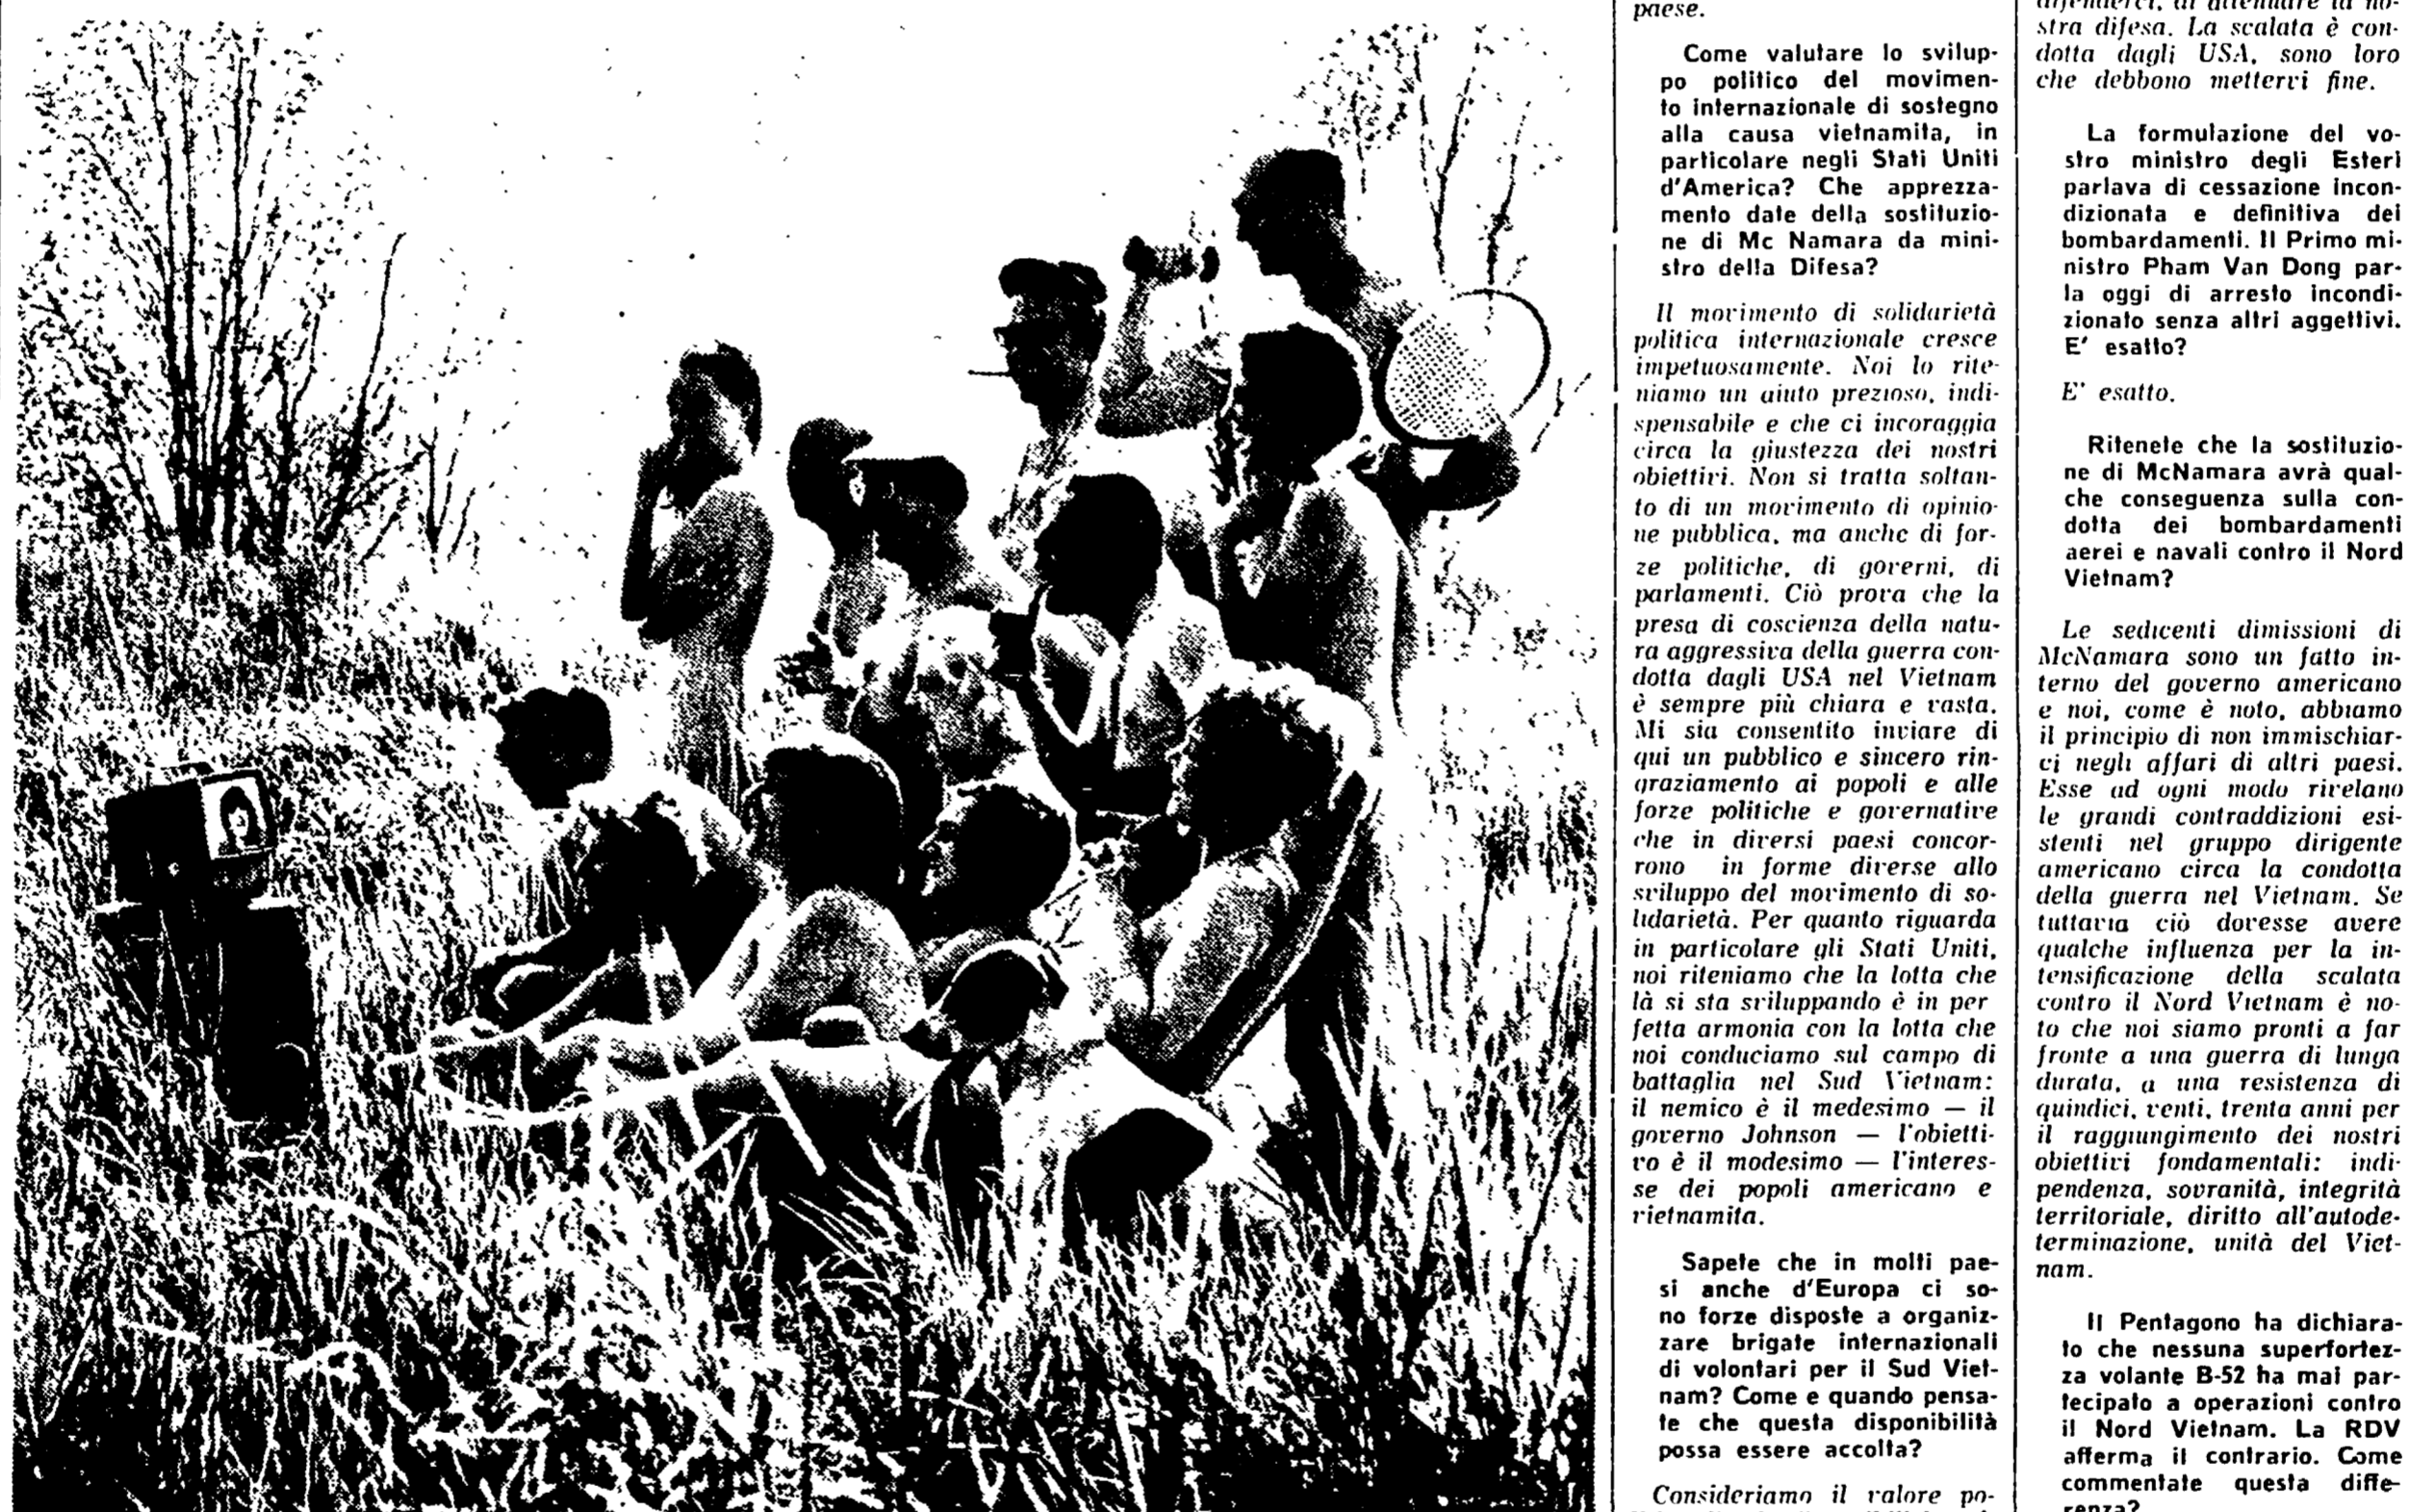 paese.
Come valutare lo svilup-
po politico del movimen-
to internazionale di sostegno
alla causa vietnamita, in
particolare negli Stati Uniti
d'America? Che apprezza-
mento date della sostituzio-
ne di Mc Namara da mini-
stro della Difesa?
Il movimento di solidarietà
politica internazionale cresce
impetuosamente. Noi lo rite-
niamo un aiuto prezioso, indi-
spensabile e che ci incoraggia
circa la giustezza dei nostri
obiettivi. Non si tratta soltan-
to di un movimento di opinio-
ne pubblica, ma anche di for-
ze politiche, di governi, di
parlamenti. Ciò prova che la
presa di coscienza della natu-
ra aggressiva della guerra con-
dotta dagli USA nel Vietnam
è sempre più chiara e vasta.
Mi sia consentito inviare di
qui un pubblico e sincero rin-
graziamento ai popoli e alle
forze politiche e governative
che in diversi paesi concor-
rono in forme diverse allo
sviluppo del movimento di so-
lidarietà. Per quanto riguarda
in particolare gli Stati Uniti,
noi riteniamo che la lotta che
là si sta sviluppando è in per
fetta armonia con la lotta che
noi conduciamo sul campo di
battaglia nel Sud Vietnam:
il nemico è il medesimo — il
governo Johnson — l'obietti-
vo è il modesimo — l'interes-
se dei popoli americano e
vietnamita.
Sapete che in molti pae-
si anche d'Europa ci so-
no forze disposte a organiz-
zare brigate internazionali
di volontari per il Sud Viet-
nam? Come e quando pensa-
te che questa disponibilità
possa essere accolta?
Consideriamo il valore po-
difenderci, di attenuare la no-
stra difesa. La scalata è con-
dotta dagli USA, sono loro
che debbono mettervi fine.
La formulazione del vo-
stro ministro degli Esteri
parlava di cessazione incon-
dizionata e definitiva dei
bombardamenti. Il Primo mi-
nistro Pham Van Dong par-
la oggi di arresto incondi-
zionato senza altri aggettivi.
E' esatto?
E' esatto.
Ritenete che la sostituzio-
ne di McNamara avrà qual-
che conseguenza sulla con-
dotta dei bombardamenti
aerei e navali contro il Nord
Vietnam?
Le sedicenti dimissioni di
McNamara sono un fatto in-
terno del governo americano
e noi, come è noto, abbiamo
il principio di non immischiar-
ci negli affari di altri paesi.
Esse ad ogni modo rivelano
le grandi contraddizioni esi-
stenti nel gruppo dirigente
americano circa la condotta
della guerra nel Vietnam. Se
tuttavia ciò dovesse avere
qualche influenza per la in-
tensificazione della scalata
contro il Nord Vietnam è no-
to che noi siamo pronti a far
fronte a una guerra di lunga
durata, a una resistenza di
quindici, venti, trenta anni per
il raggiungimento dei nostri
obiettivi fondamentali: indi-
pendenza, sovranità, integrità
territoriale, diritto all'autode-
terminazione, unità del Viet-
nam.
Il Pentagono ha dichiara-
to che nessuna superfortez-
za volante B-52 ha mai par-
tecipato a operazioni contro
il Nord Vietnam. La RDV
afferma il contrario. Come
commentate questa diffe-
renza?